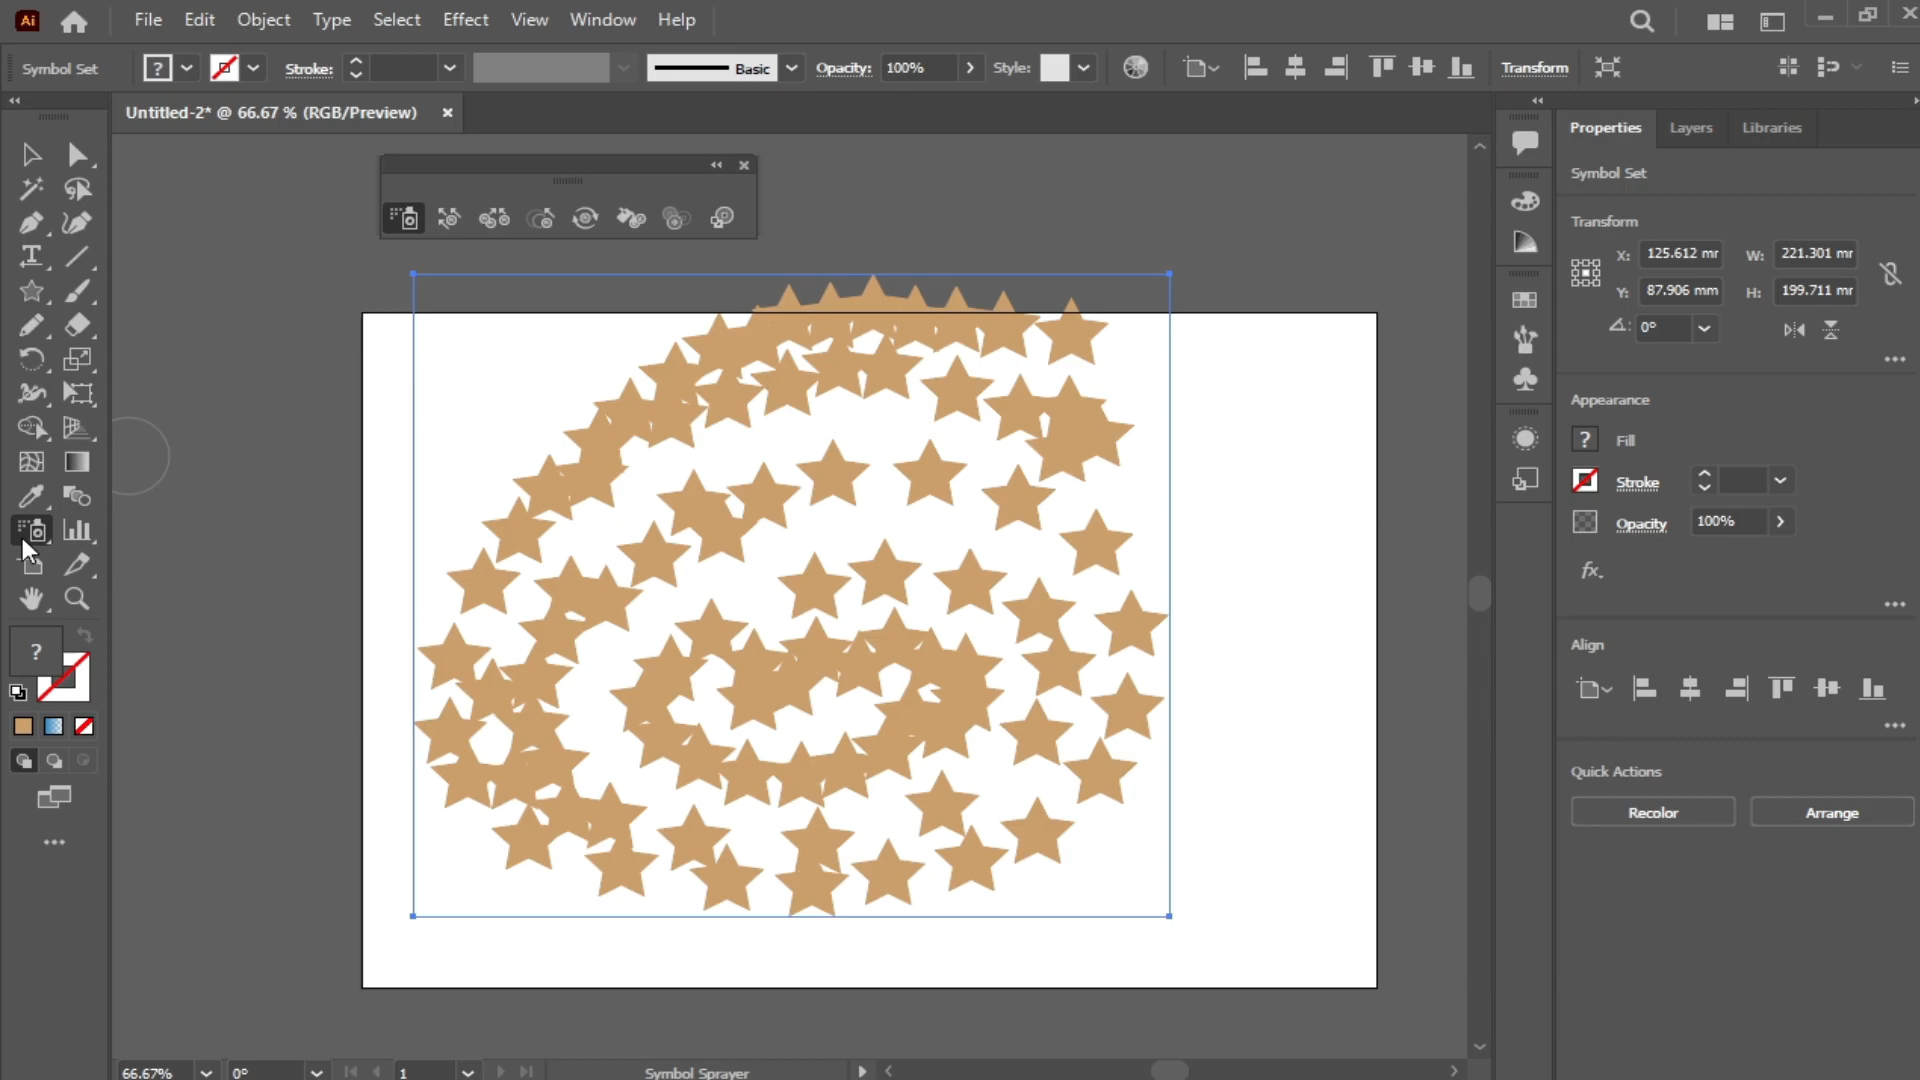 Ai File Edit Object Type Select Effect View Window Help
Symbol Set ? Stroke: Basic Opacity: 100% Style: Transform
Untitled-2* @ 66.67 % (RGB/Preview)
Properties Layers Libraries
Symbol Set
Transform
X: 125.612 mr W: 221.301 mr
Y: 87.906 mm H: 199.711 mr
0°
Appearance
? Fill
Stroke
Opacity 100%
fx.
Align
Quick Actions
Recolor Arrange
?
66.67% 0° 1 Symbol Sprayer